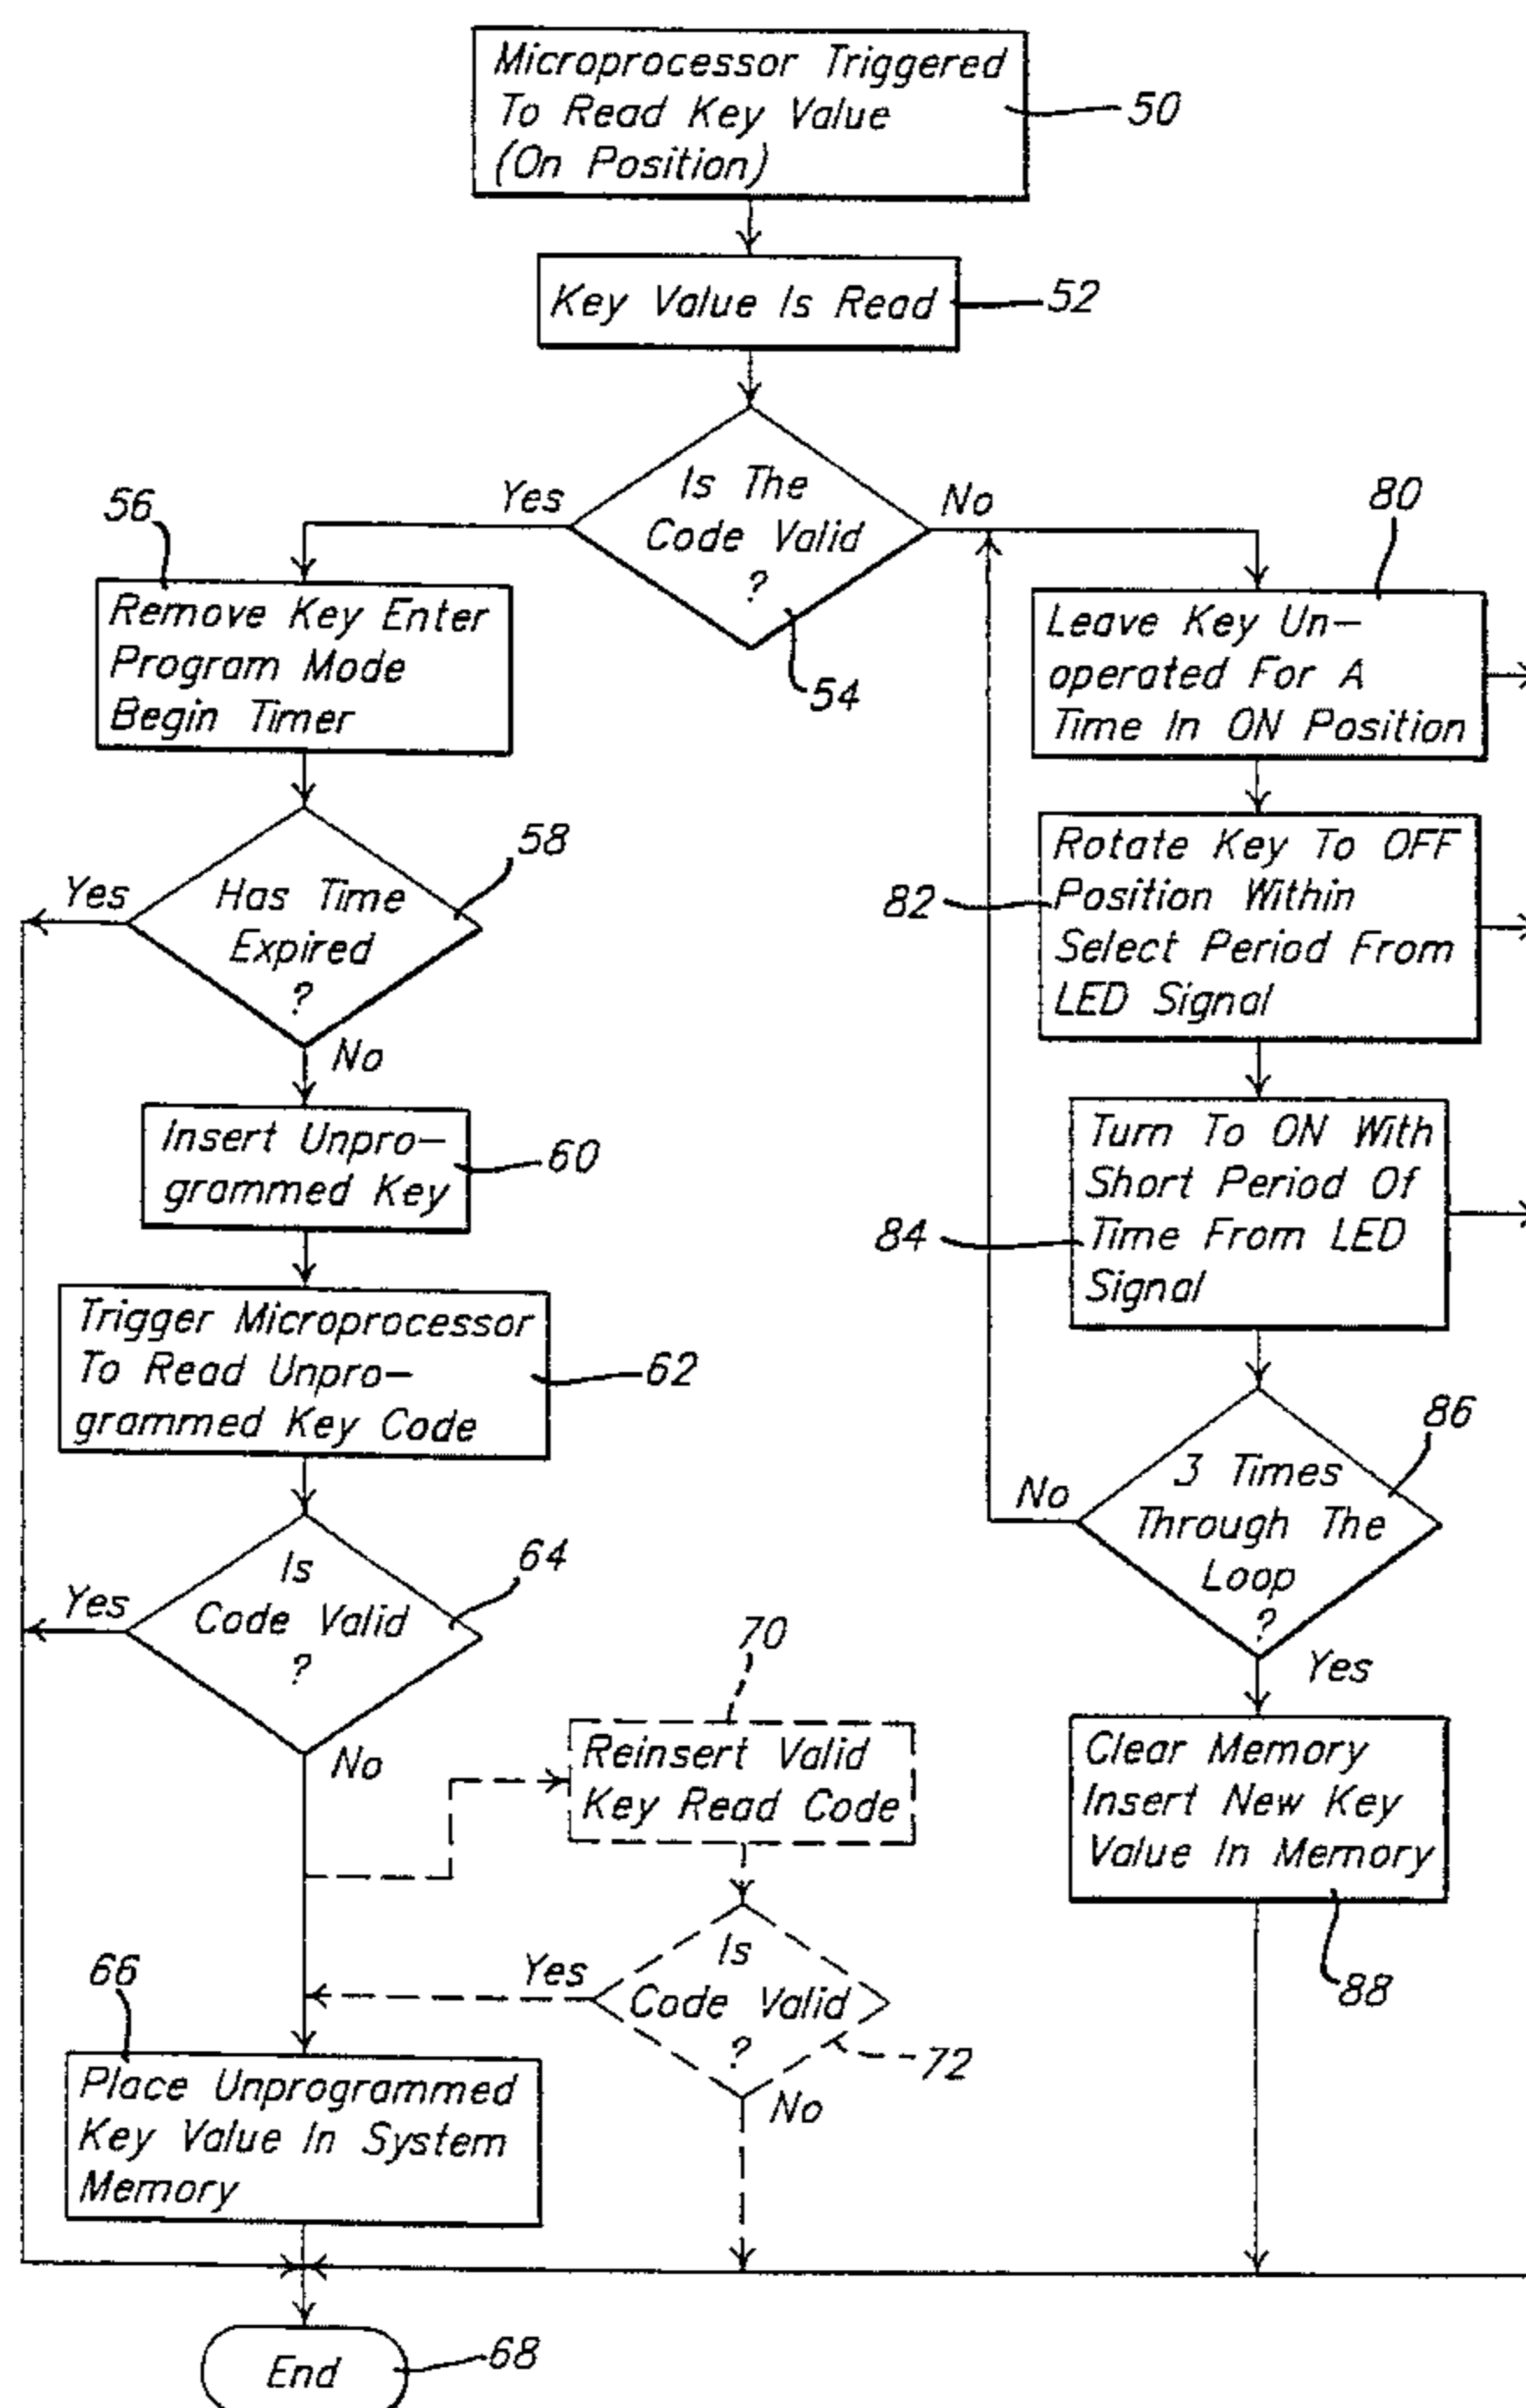 Microprocessor Triggered
To Read Key Value
(On Position)
50
Key Value Is Read
52
Is The
Code Valid
?
54
Yes
No
56
Remove Key Enter
Program Mode
Begin Timer
58
Has Time
Expired
?
Yes
No
Insert Unpro-
grammed Key
60
Trigger Microprocessor
To Read Unpro-
grammed Key Code
62
Is
Code Valid
?
64
Yes
No
70
Reinsert Valid
Key Read Code
Is
Code Valid
?
72
Yes
No
66
Place Unprogrammed
Key Value In System
Memory
80
Leave Key Un-
operated For A
Time In ON Position
82
Rotate Key To OFF
Position Within
Select Period From
LED Signal
84
Turn To ON With
Short Period Of
Time From LED
Signal
86
3 Times
Through The
Loop
?
No
Yes
Clear Memory
Insert New Key
Value In Memory
88
End
68